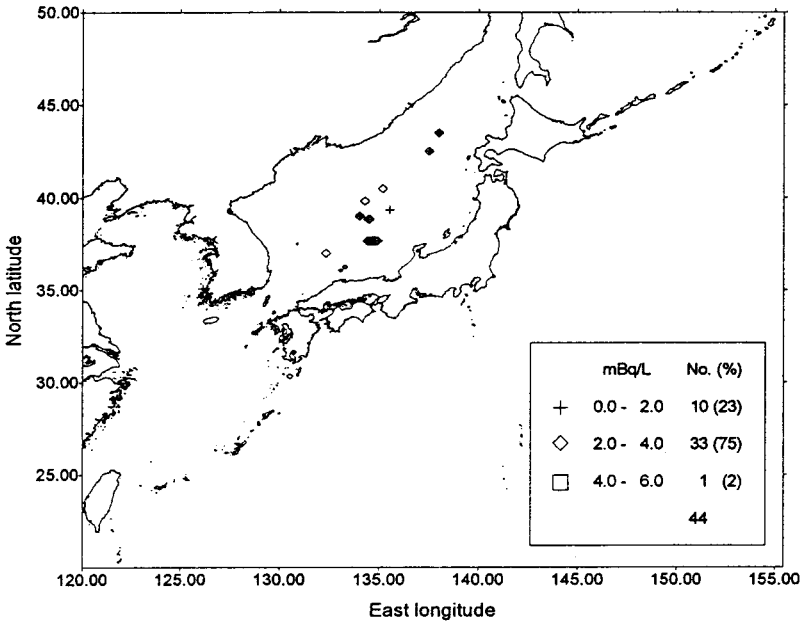 50.00
45.00
40.00
35.00
30.00
25.00
North latitude
mBq/L No. (%)
+ 0.0 - 2.0 10 (23)
◇ 2.0 - 4.0 33 (75)
□ 4.0 - 6.0 1 (2)
44
120.00 125.00 130.00 135.00 140.00 145.00 150.00 155.00
East longitude